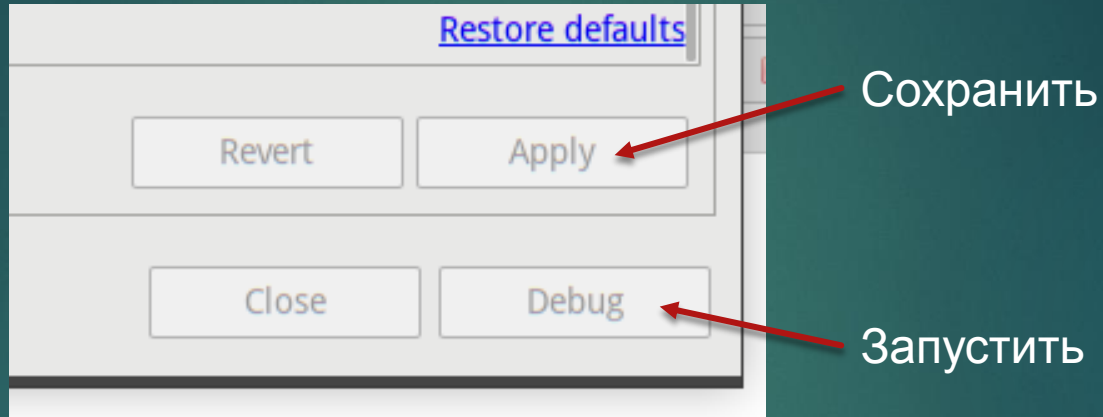 Restore defaults
Сохранить
Revert
Apply
Close
Debug
Запустить